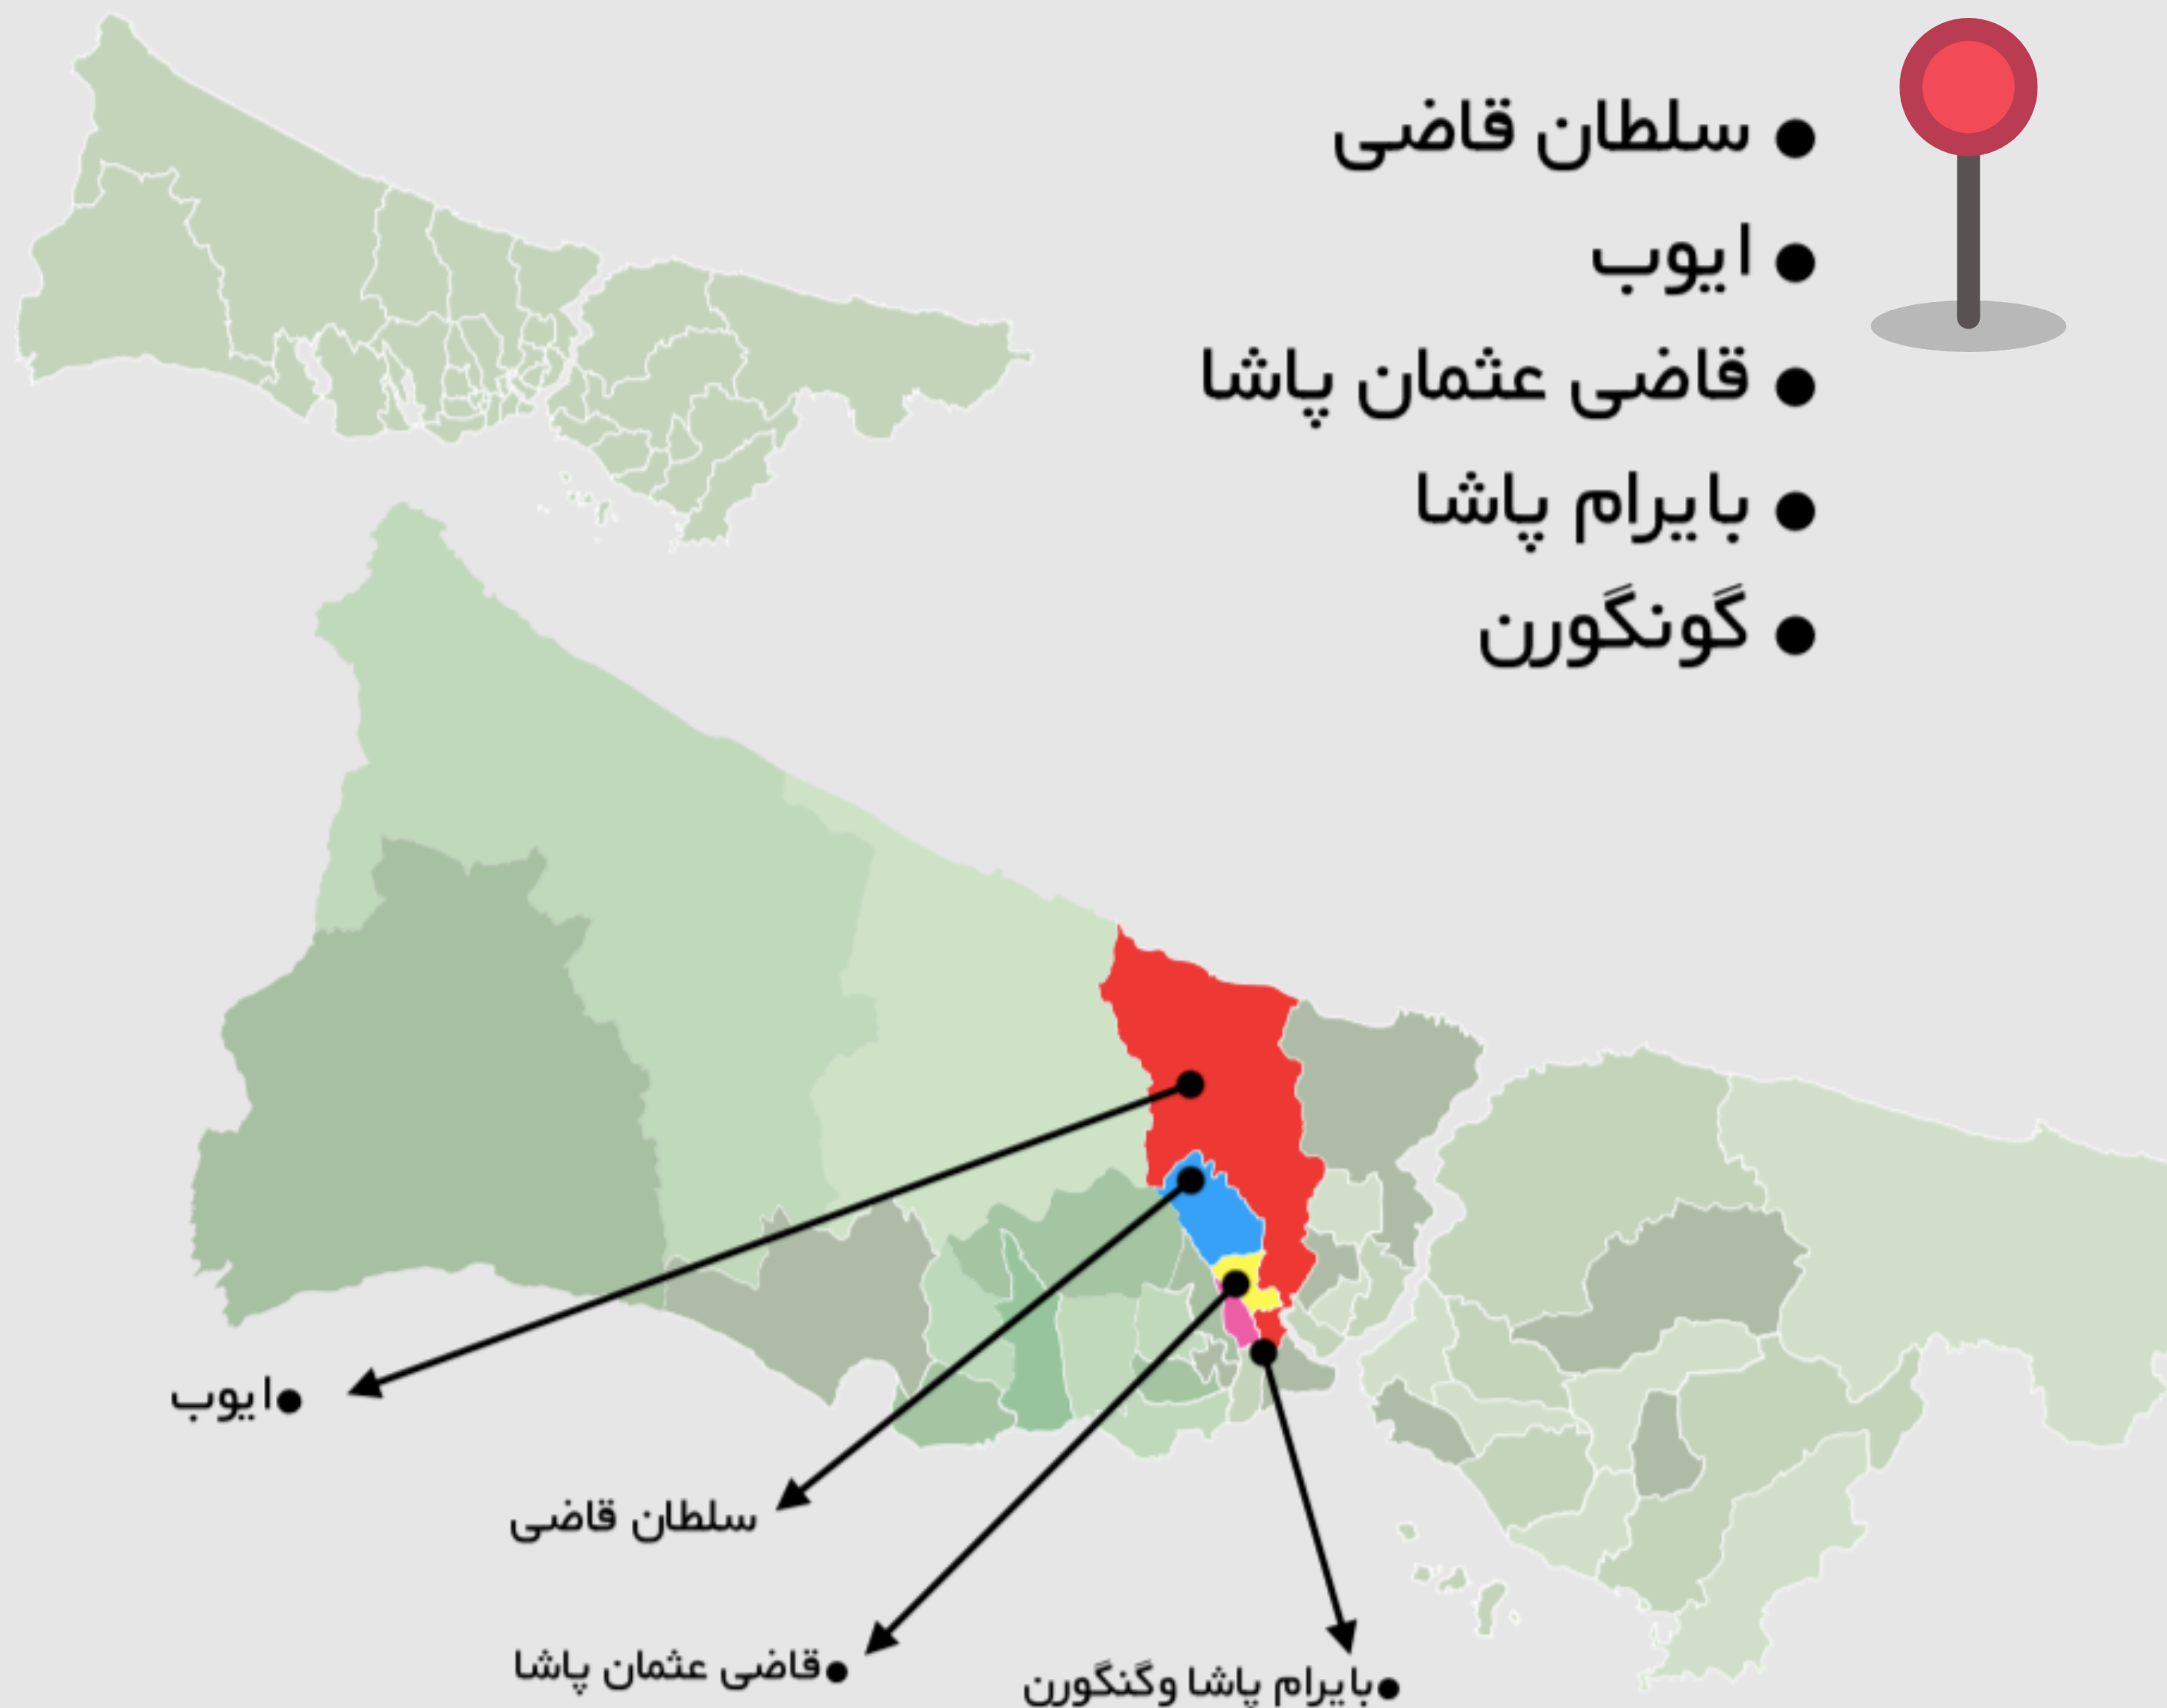 ● سلطان قاضی
● ایوب
● قاضی عثمان پاشا
● بایرام پاشا
● گونگورن
●ایوب
سلطان قاضی
●قاضی عثمان پاشا
●بایرام پاشا وگنگورن